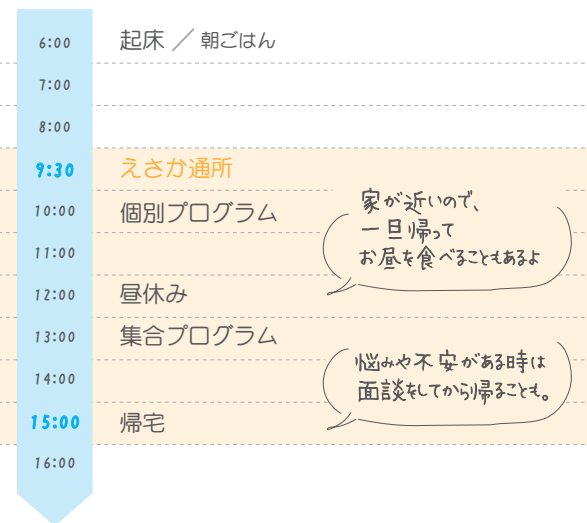 6:00 起床 ／ 朝ごはん
7:00
8:00
9:30 えさか通所
10:00 個別プログラム
家が近いので、
一旦帰って
お昼を食べることもあるよ
11:00
12:00 昼休み
13:00 集合プログラム
悩みや不安がある時は
面談をしてから帰ることも。
14:00
15:00 帰宅
16:00